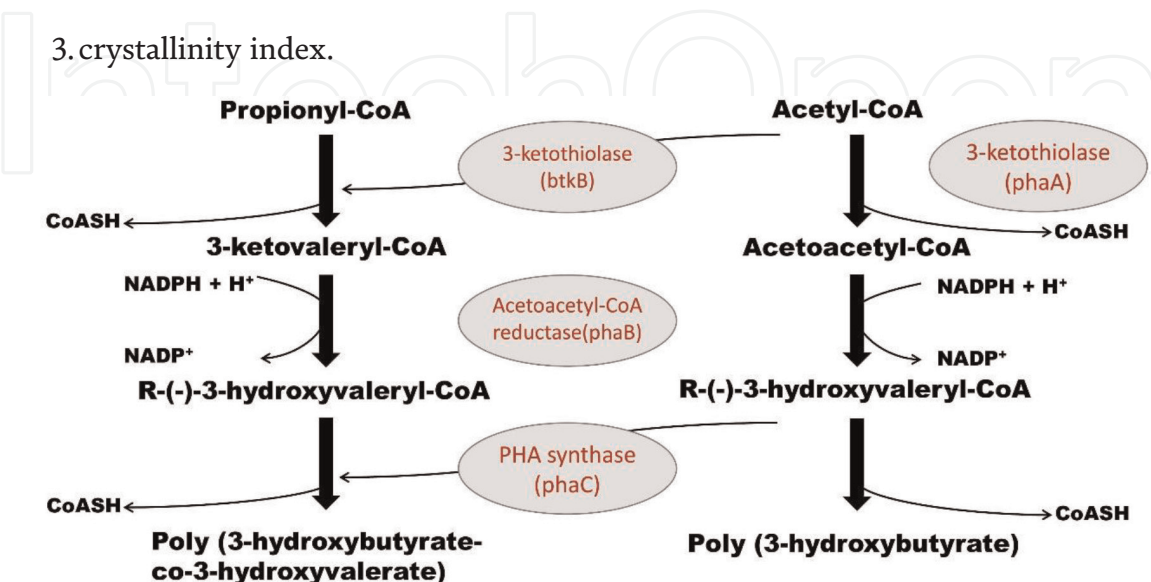 IntechOpen
3. crystallinity index.
Propionyl-CoA
Acetyl-CoA
3-ketothiolase
(btkB)
3-ketothiolase
(phaA)
CoASH
CoASH
3-ketovaleryl-CoA
Acetoacetyl-CoA
NADPH + H⁺
NADPH + H⁺
Acetoacetyl-CoA
reductase(phaB)
NADP⁺
NADP⁺
R-(-)-3-hydroxyvaleryl-CoA
R-(-)-3-hydroxyvaleryl-CoA
PHA synthase
(phaC)
CoASH
CoASH
Poly (3-hydroxybutyrate-
co-3-hydroxyvalerate)
Poly (3-hydroxybutyrate)